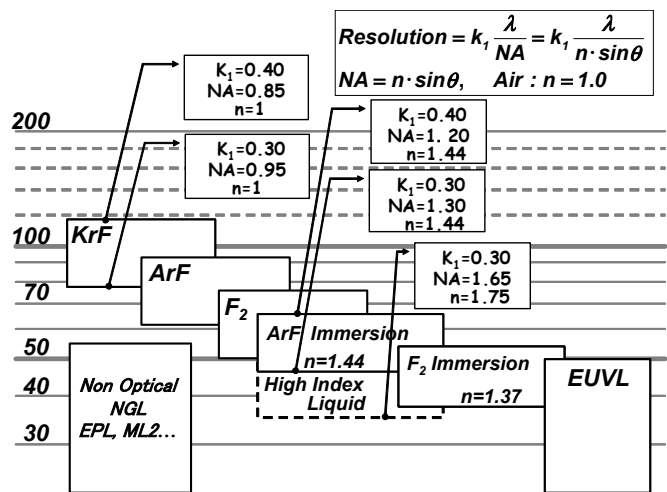 Resolution = k₁ λ/NA = k₁ λ/n·sinθ
NA = n·sinθ, Air : n = 1.0
K₁=0.40
NA=0.85
n=1
K₁=0.30
NA=0.95
n=1
K₁=0.40
NA=1.20
n=1.44
K₁=0.30
NA=1.30
n=1.44
K₁=0.30
NA=1.65
n=1.75
200
100
70
50
40
30
KrF
ArF
F₂
ArF Immersion
n=1.44
High Index
Liquid
F₂ Immersion
n=1.37
EUVL
Non Optical
NGL
EPL, ML2...